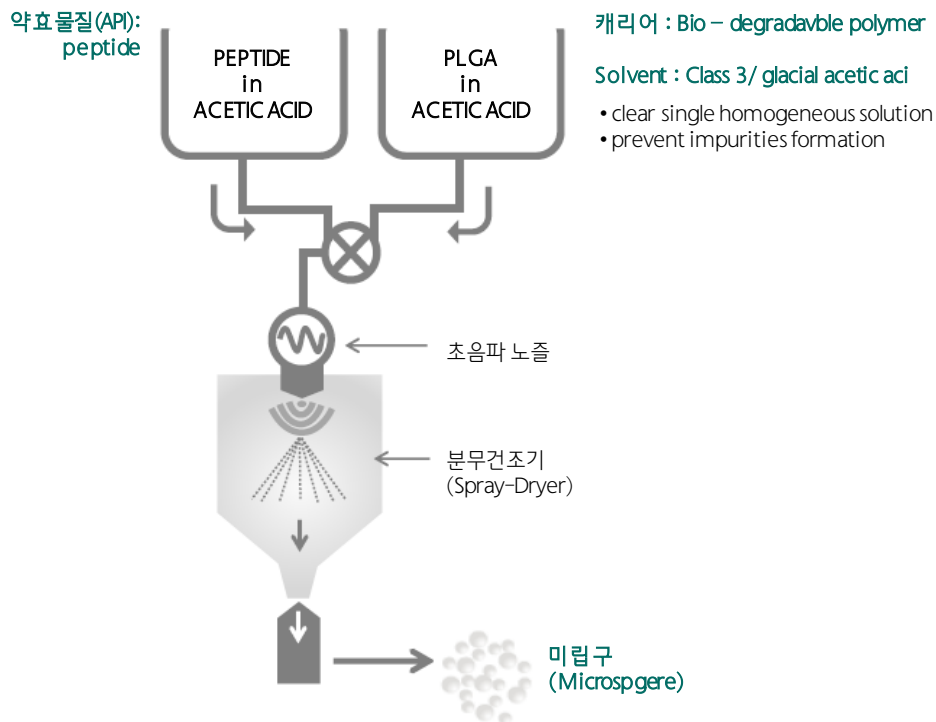 약효물질(API):
peptide
PEPTIDE
in
ACETIC ACID
PLGA
in
ACETIC ACID
캐리어 : Bio - degradavble polymer
Solvent : Class 3/ glacial acetic aci
• clear single homogeneous solution
• prevent impurities formation
초음파 노즐
분무건조기
(Spray-Dryer)
미립구
(Microspgere)